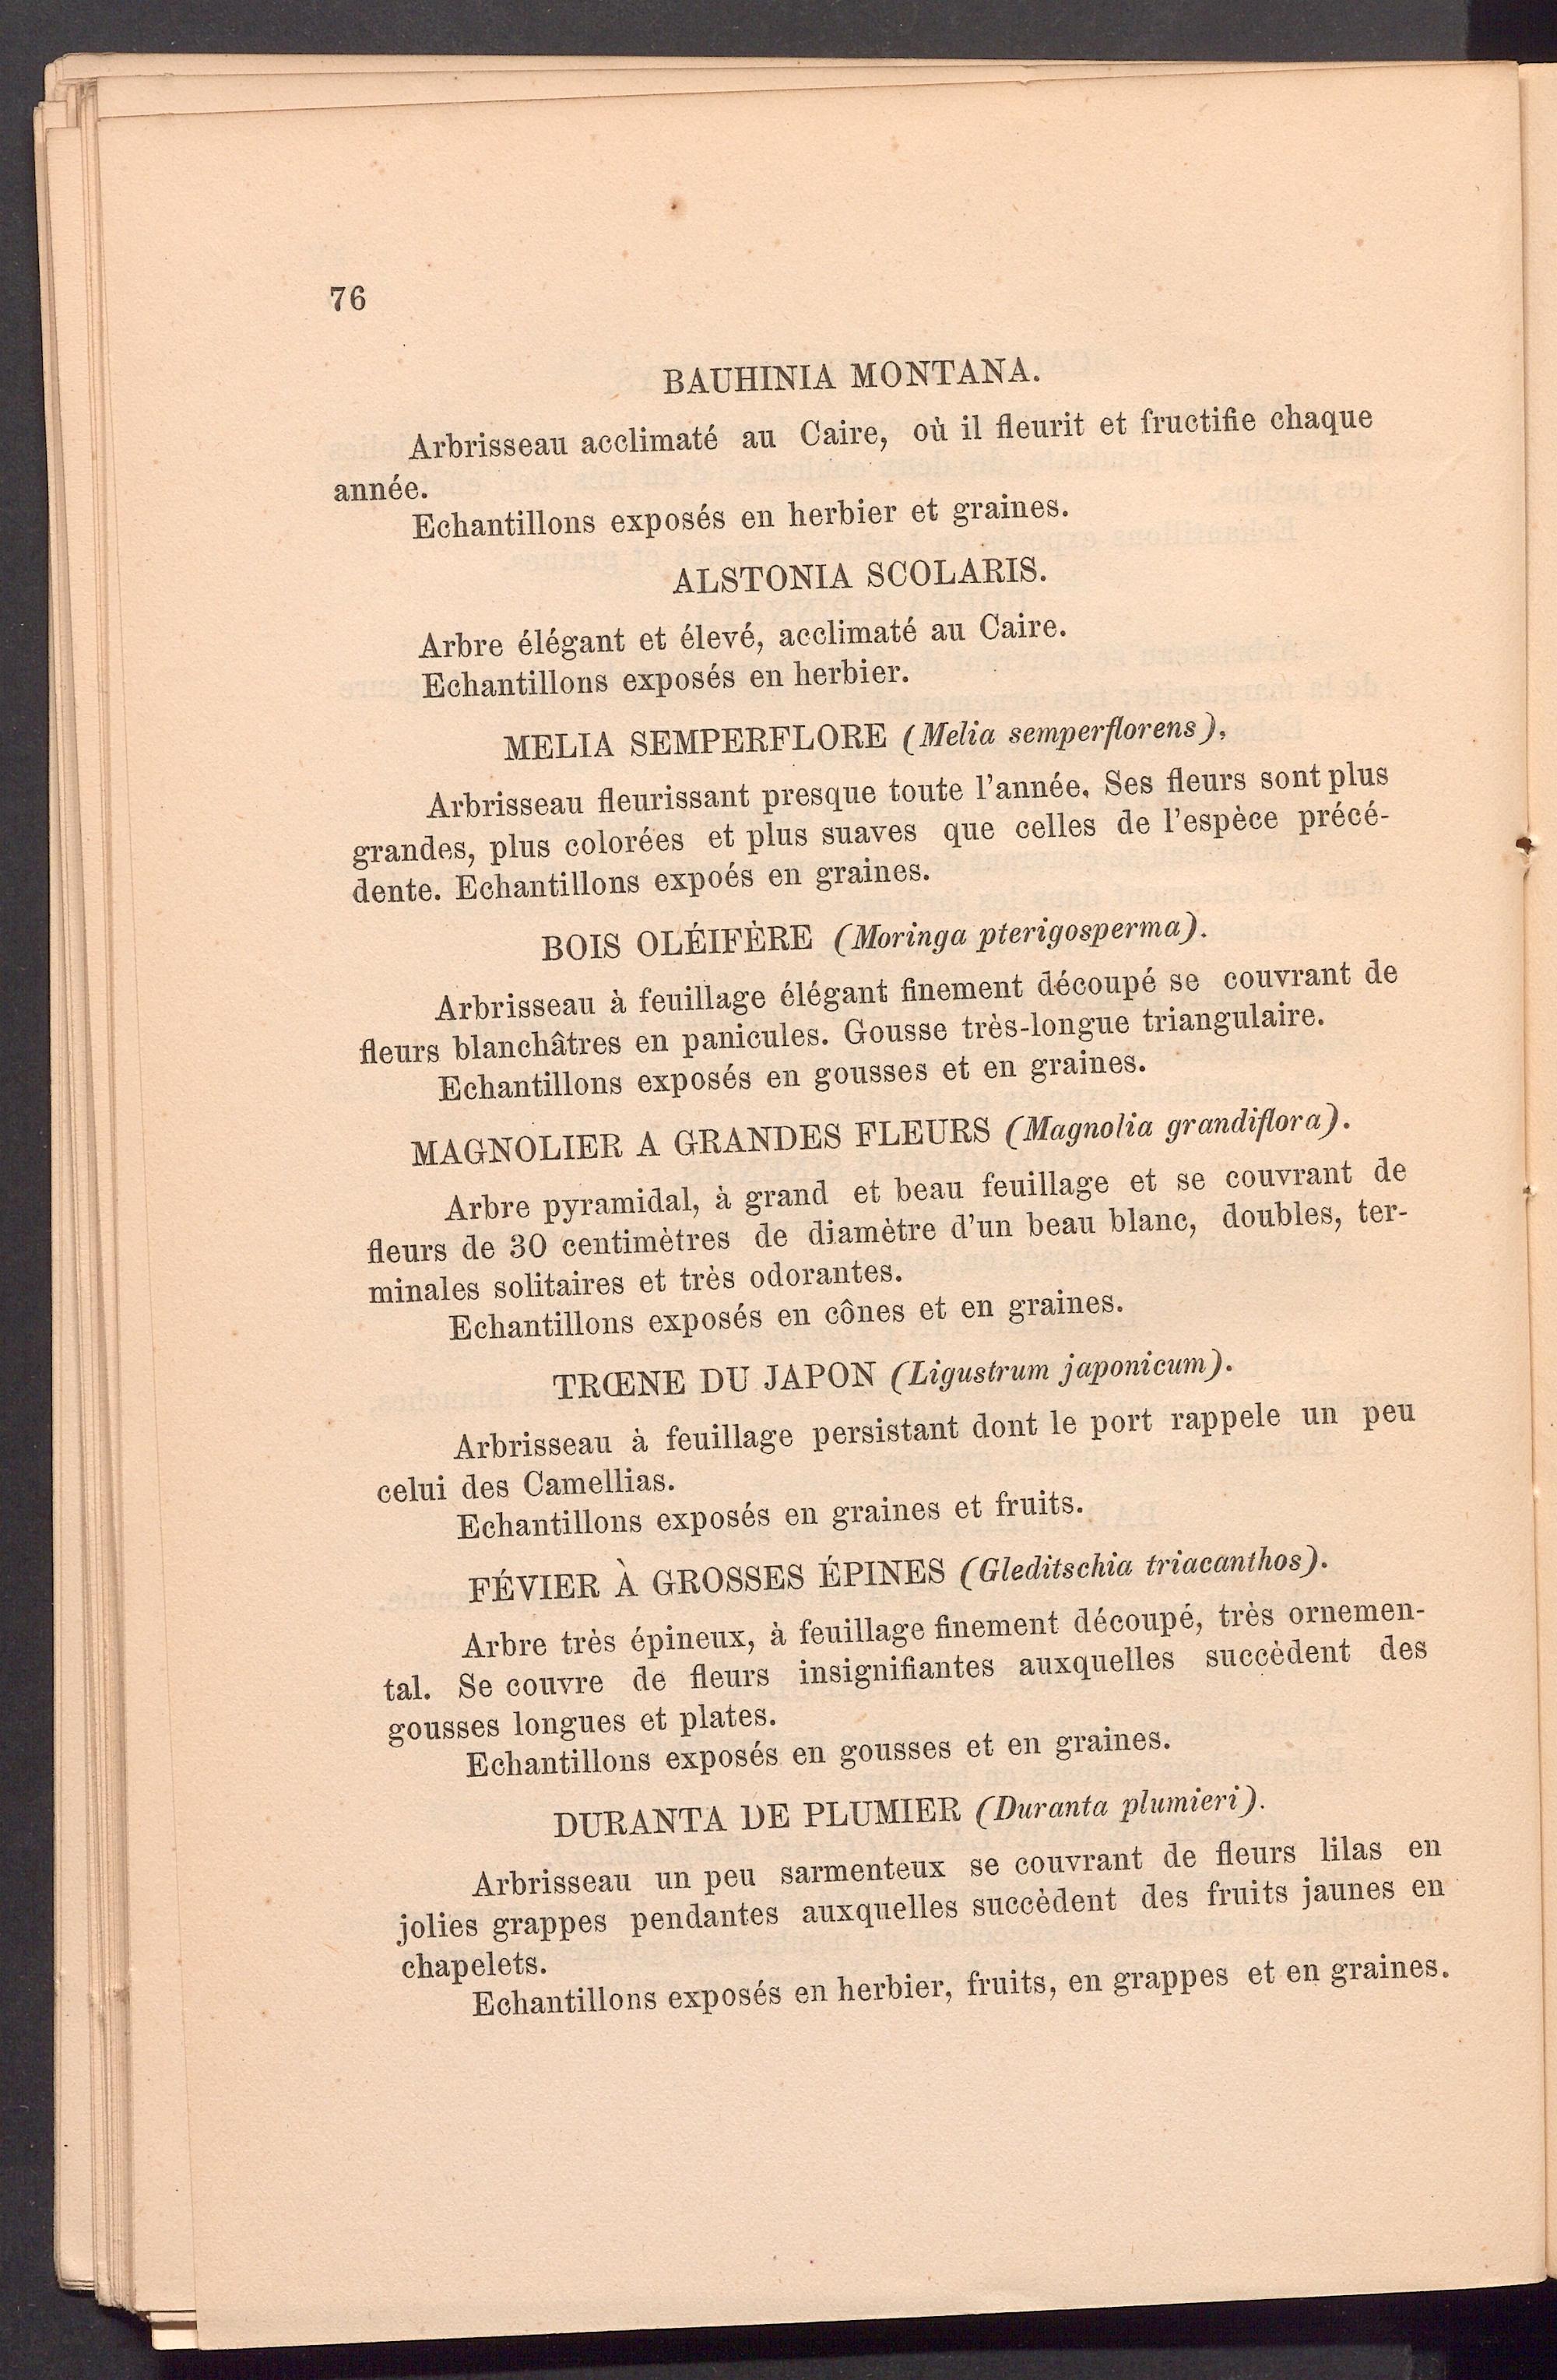 76
BAUHINIA MONTANA.
Arbrisseau acclimaté au Caire, où il fleurit et fructifie chaque
année.
Echantillons exposés en herbier et graines.
ALSTONIA SCOLARIS.
Arbre élégant et élevé, acclimaté au Caire.
Echantillons exposés en herbier.
MELIA SEMPERFLORE (Melia semperflorens),
Arbrisseau fleurissant presque toute l'année. Ses fleurs sont plus
grandes, plus colorées et plus suaves que celles de l'espèce précé-
dente. Echantillons expoés en graines.
BOIS OLÉIFÈRE (Moringa pterigosperma).
Arbrisseau à feuillage élégant finement découpé se couvrant de
fleurs blanchâtres en panicules. Gousse très-longue triangulaire.
Echantillons exposés en gousses et en graines.
MAGNOLIER A GRANDES FLEURS (Magnolia grandiflora).
Arbre pyramidal, à grand et beau feuillage et se couvrant de
fleurs de 30 centimètres de diamètre d'un beau blanc, doubles, ter-
minales solitaires et très odorantes.
Echantillons exposés en cônes et en graines.
TRŒNE DU JAPON (Ligustrum japonicum).
Arbrisseau à feuillage persistant dont le port rappele un peu
celui des Camellias.
Echantillons exposés en graines et fruits.
FÉVIER À GROSSES ÉPINES (Gleditschia triacanthos).
Arbre très épineux, à feuillage finement découpé, très ornemen-
tal. Se couvre de fleurs insignifiantes auxquelles succèdent des
gousses longues et plates.
Echantillons exposés en gousses et en graines.
DURANTA DE PLUMIER (Duranta plumieri).
Arbrisseau un peu sarmenteux se couvrant de fleurs lilas en
jolies grappes pendantes auxquelles succèdent des fruits jaunes en
chapelets.
Echantillons exposés en herbier, fruits, en grappes et en graines.